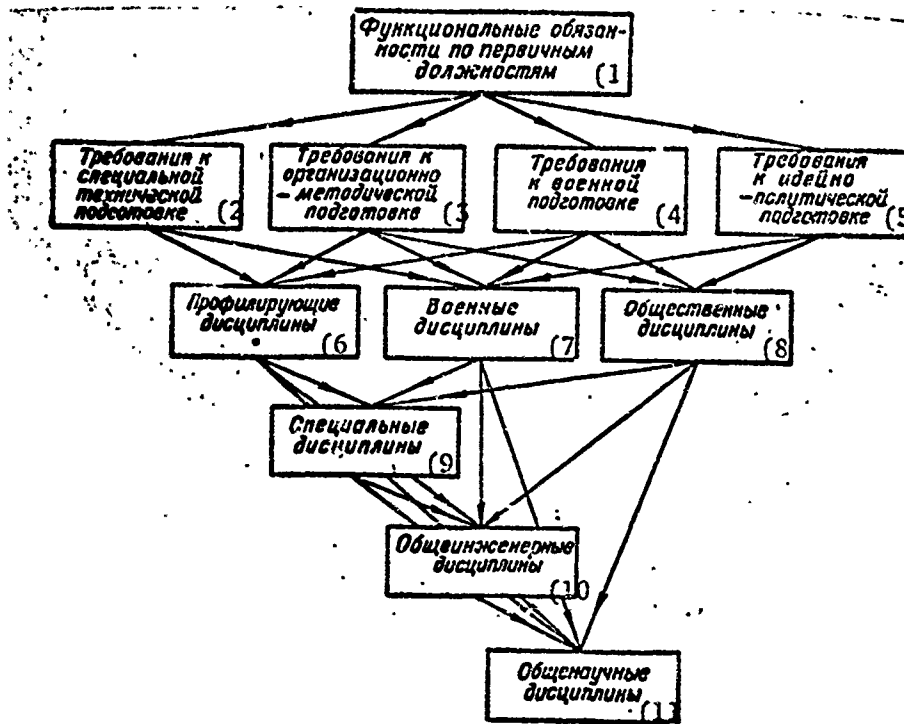 Функциональные обязан-
ности по первичным
должностям (1
Требования к
специальной
технической
подготовке (2
Требования к
организационно
-методической
подготовке (3
Требования
к военной
подготовке (4
Требования
к идейно
-политической
подготовке (5
Профилирующие
дисциплины (6
Военные
дисциплины (7
Общественные
дисциплины (8
Специальные
дисциплины (9
Общеинженерные
дисциплины (10
Общенаучные
дисциплины (11